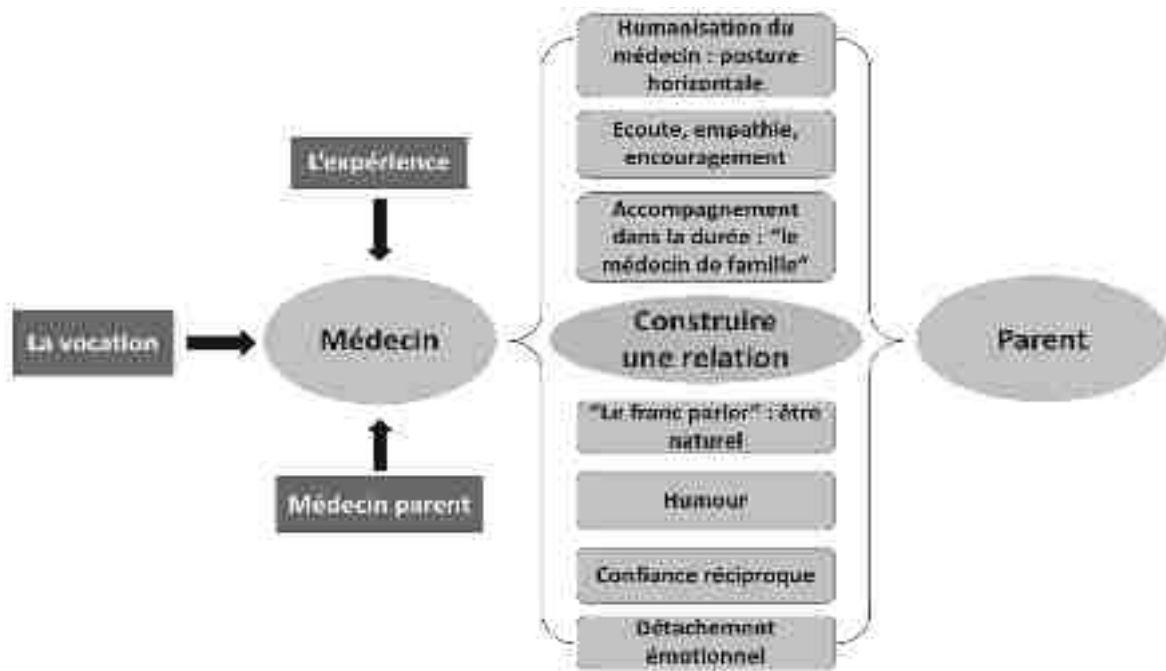 Humanisation du
médecin : posture
horizontale
Ecoute, empathie,
encouragement
L'expérience
Accompagnement
dans la durée : "le
médecin de famille"
La vocation
Médecin
Construire
une relation
Parent
"Le franc parler" : être
naturel
Médecin parent
Humour
Confiance réciproque
Détachement
émotionnel